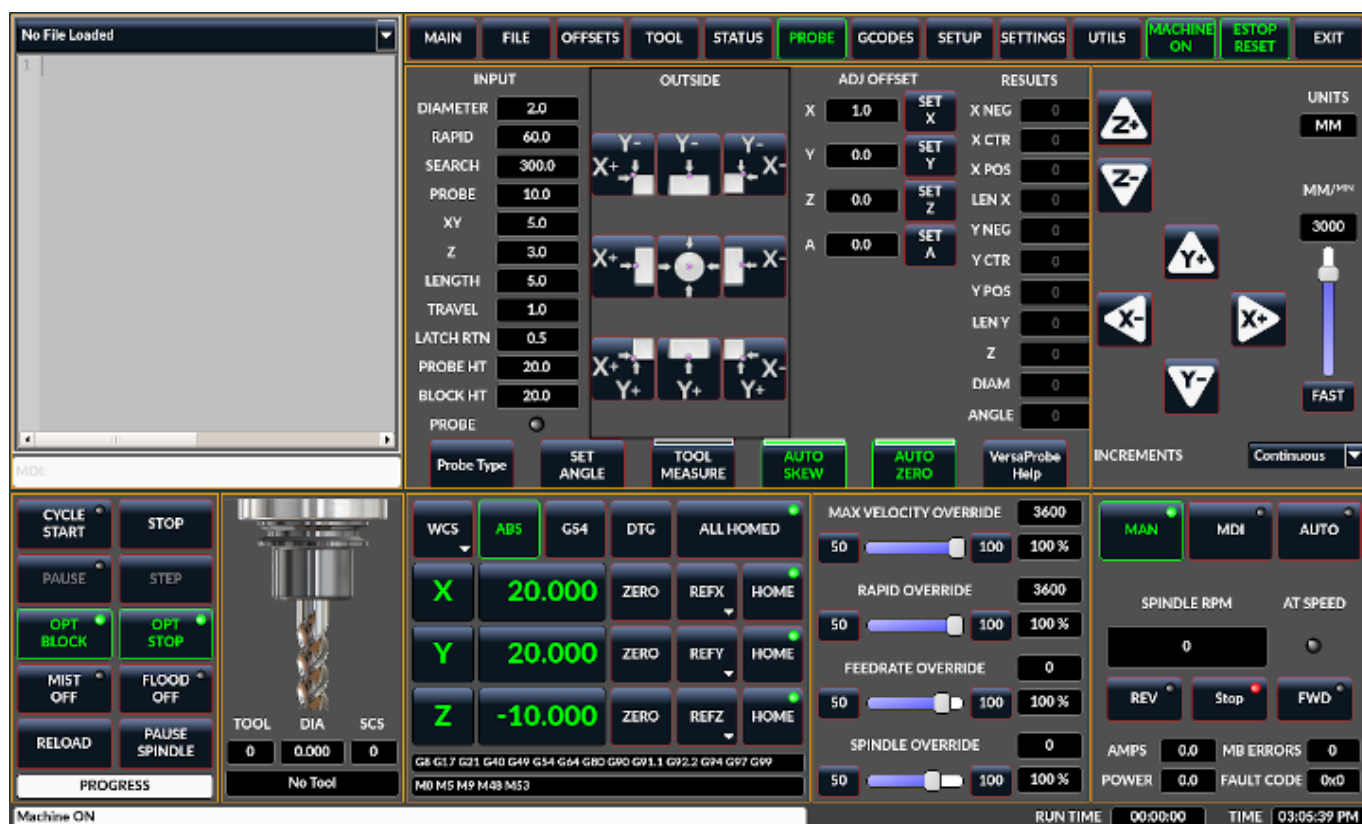 No File Loaded
MAIN FILE OFFSETS TOOL STATUS PROBE GCODES SETUP SETTINGS UTILS MACHINE ON ESTOP RESET EXIT
1
INPUT
DIAMETER 2.0
RAPID 60.0
SEARCH 300.0
PROBE 10.0
XY 5.0
Z 3.0
LENGTH 5.0
TRAVEL 1.0
LATCH RTN 0.5
PROBE HT 20.0
BLOCK HT 20.0
PROBE
OUTSIDE
Y- Y- Y-
X+ X-
X+ X-
X+ X-
Y+ Y+ Y+
ADJ OFFSET
X 1.0 SET X
Y 0.0 SET Y
Z 0.0 SET Z
A 0.0 SET A
RESULTS
X NEG 0
X CTR 0
X POS 0
LEN X 0
Y NEG 0
Y CTR 0
Y POS 0
LEN Y 0
Z 0
DIAM 0
ANGLE 0
Probe Type SET ANGLE TOOL MEASURE AUTO SKEW AUTO ZERO VersaProbe Help
Z+
Z-
Y+
X- X+
Y-
UNITS
MM
MM/MIN
3000
FAST
INCREMENTS Continuous
MDI:
CYCLE START STOP
PAUSE STEP
OPT BLOCK OPT STOP
MIST OFF FLOOD OFF
RELOAD PAUSE SPINDLE
PROGRESS
TOOL DIA SCS
0 0.000 0
No Tool
WCS ABS G54 DTG ALL HOMED
X 20.000 ZERO REFX HOME
Y 20.000 ZERO REFY HOME
Z -10.000 ZERO REFZ HOME
G8 G17 G21 G40 G49 G54 G64 G80 G90 G91.1 G92.2 G94 G97 G99
M0 M5 M9 M48 M53
MAX VELOCITY OVERRIDE 3600
50 100 100 %
RAPID OVERRIDE 3600
50 100 100 %
FEEDRATE OVERRIDE 0
50 100 100 %
SPINDLE OVERRIDE 0
50 100 100 %
MAN MDI AUTO
SPINDLE RPM AT SPEED
0
REV Stop FWD
AMPS 0.0 MB ERRORS 0
POWER 0.0 FAULT CODE 0x0
Machine ON
RUN TIME 00:00:00 TIME 03:05:39 PM